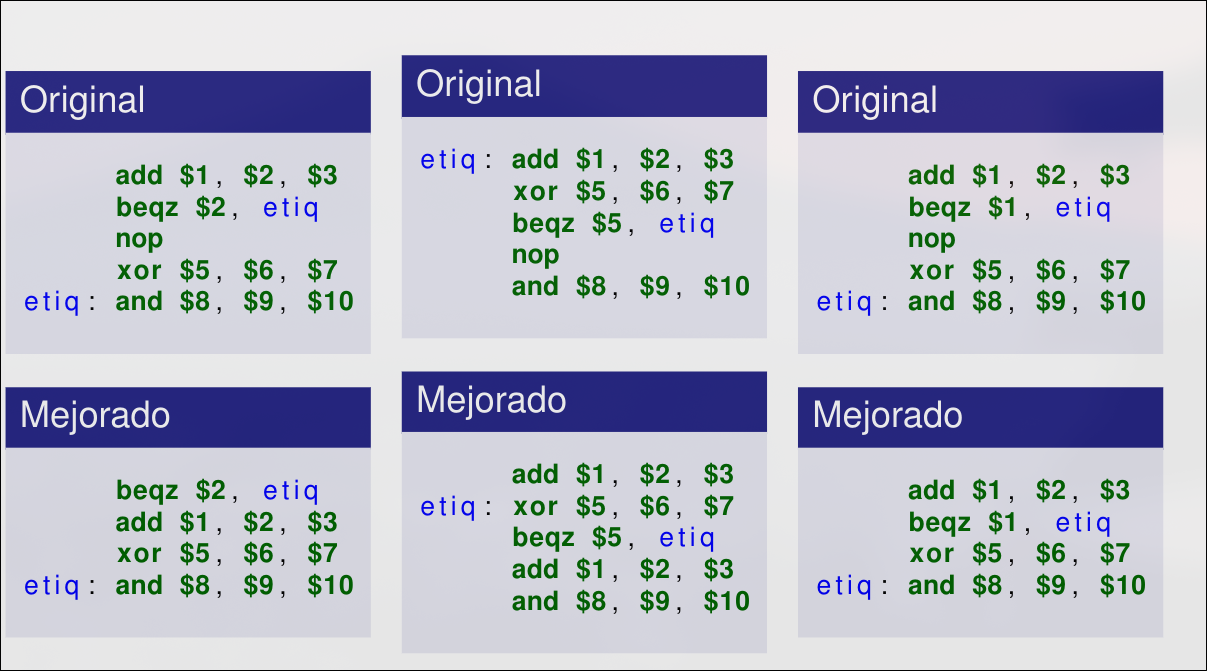 Original
add $1, $2, $3
beqz $2, etiq
nop
xor $5, $6, $7
etiq: and $8, $9, $10
Mejorado
beqz $2, etiq
add $1, $2, $3
xor $5, $6, $7
etiq: and $8, $9, $10
Original
etiq: add $1, $2, $3
xor $5, $6, $7
beqz $5, etiq
nop
and $8, $9, $10
Mejorado
add $1, $2, $3
etiq: xor $5, $6, $7
beqz $5, etiq
add $1, $2, $3
and $8, $9, $10
Original
add $1, $2, $3
beqz $1, etiq
nop
xor $5, $6, $7
etiq: and $8, $9, $10
Mejorado
add $1, $2, $3
beqz $1, etiq
xor $5, $6, $7
etiq: and $8, $9, $10